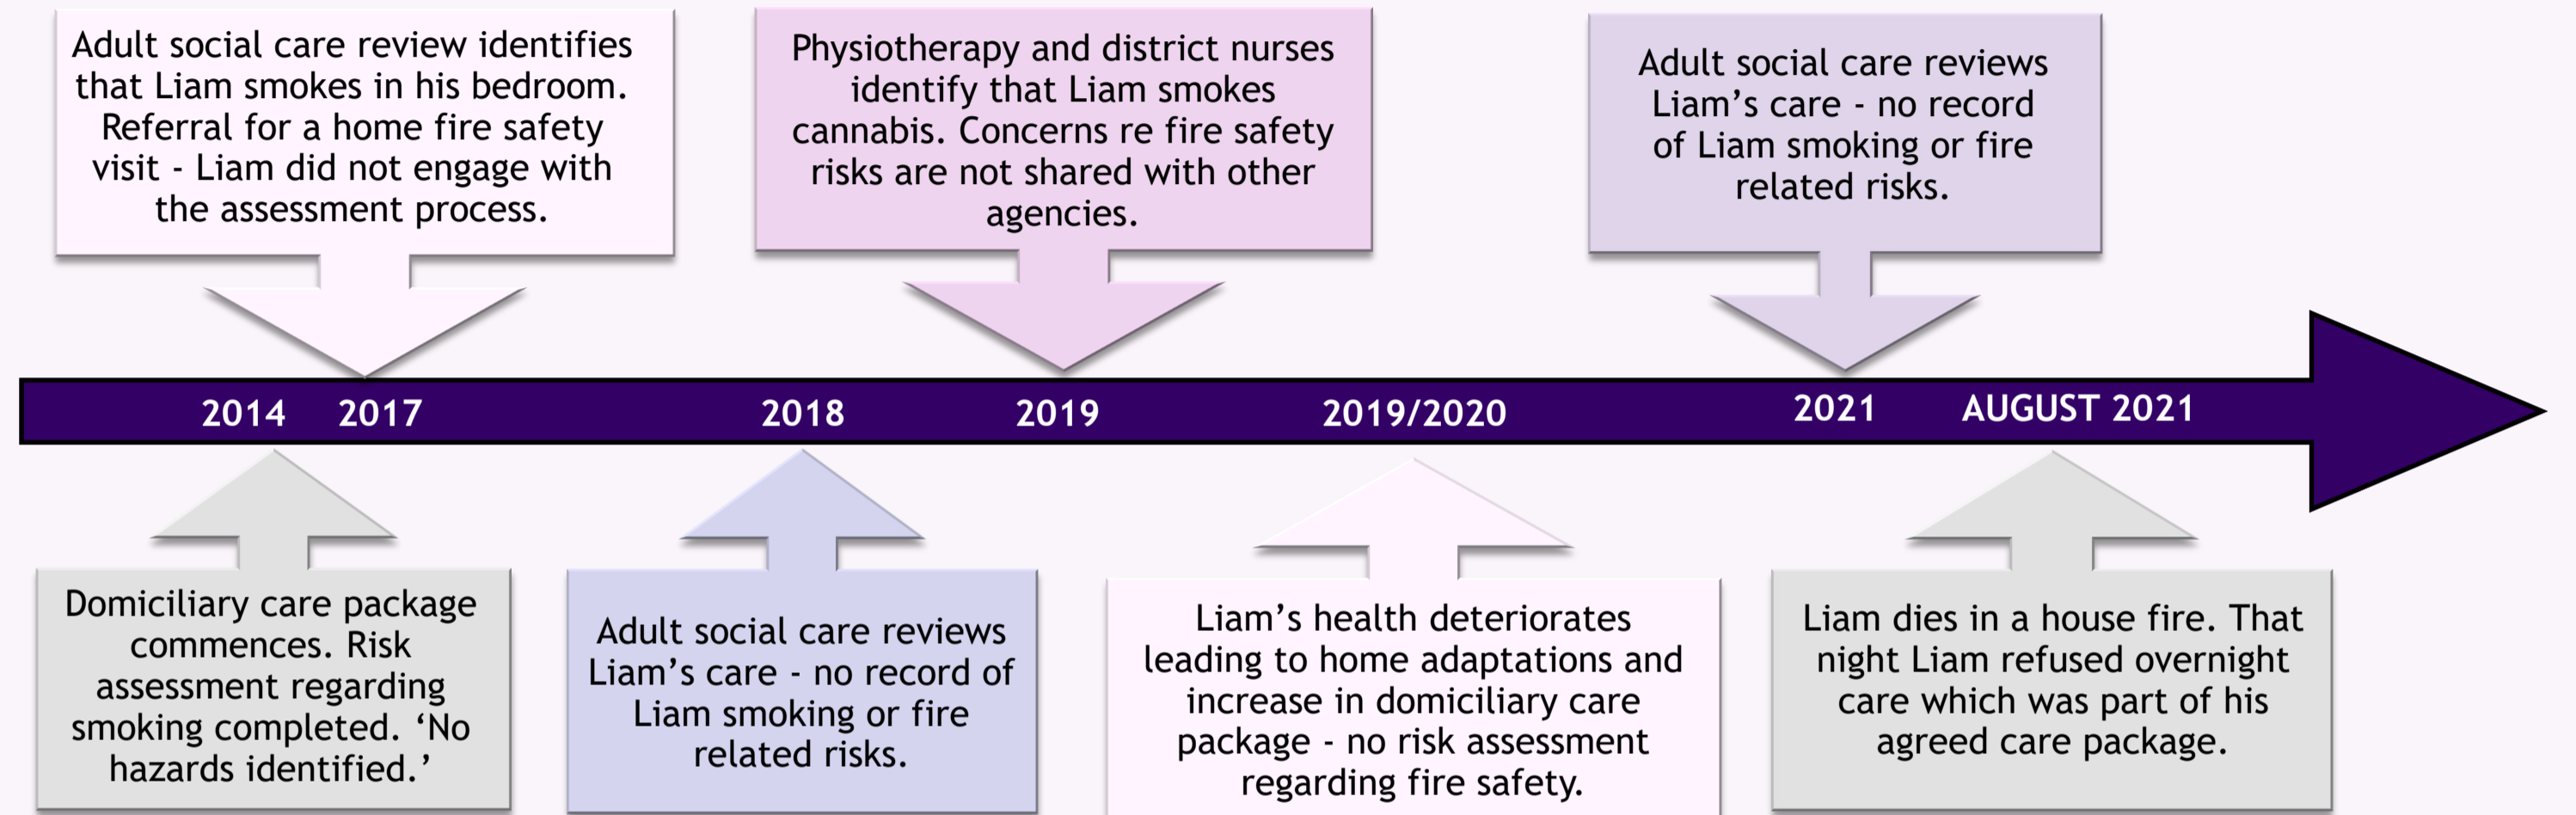 Adult social care review identifies
that Liam smokes in his bedroom.
Referral for a home fire safety
visit - Liam did not engage with
the assessment process.
Physiotherapy and district nurses
identify that Liam smokes
cannabis. Concerns re fire safety
risks are not shared with other
agencies.
Adult social care reviews
Liam’s care - no record
of Liam smoking or fire
related risks.
2014 2017 2018 2019 2019/2020 2021 AUGUST 2021
Domiciliary care package
commences. Risk
assessment regarding
smoking completed. ‘No
hazards identified.’
Adult social care reviews
Liam’s care - no record of
Liam smoking or fire
related risks.
Liam’s health deteriorates
leading to home adaptations and
increase in domiciliary care
package - no risk assessment
regarding fire safety.
Liam dies in a house fire. That
night Liam refused overnight
care which was part of his
agreed care package.